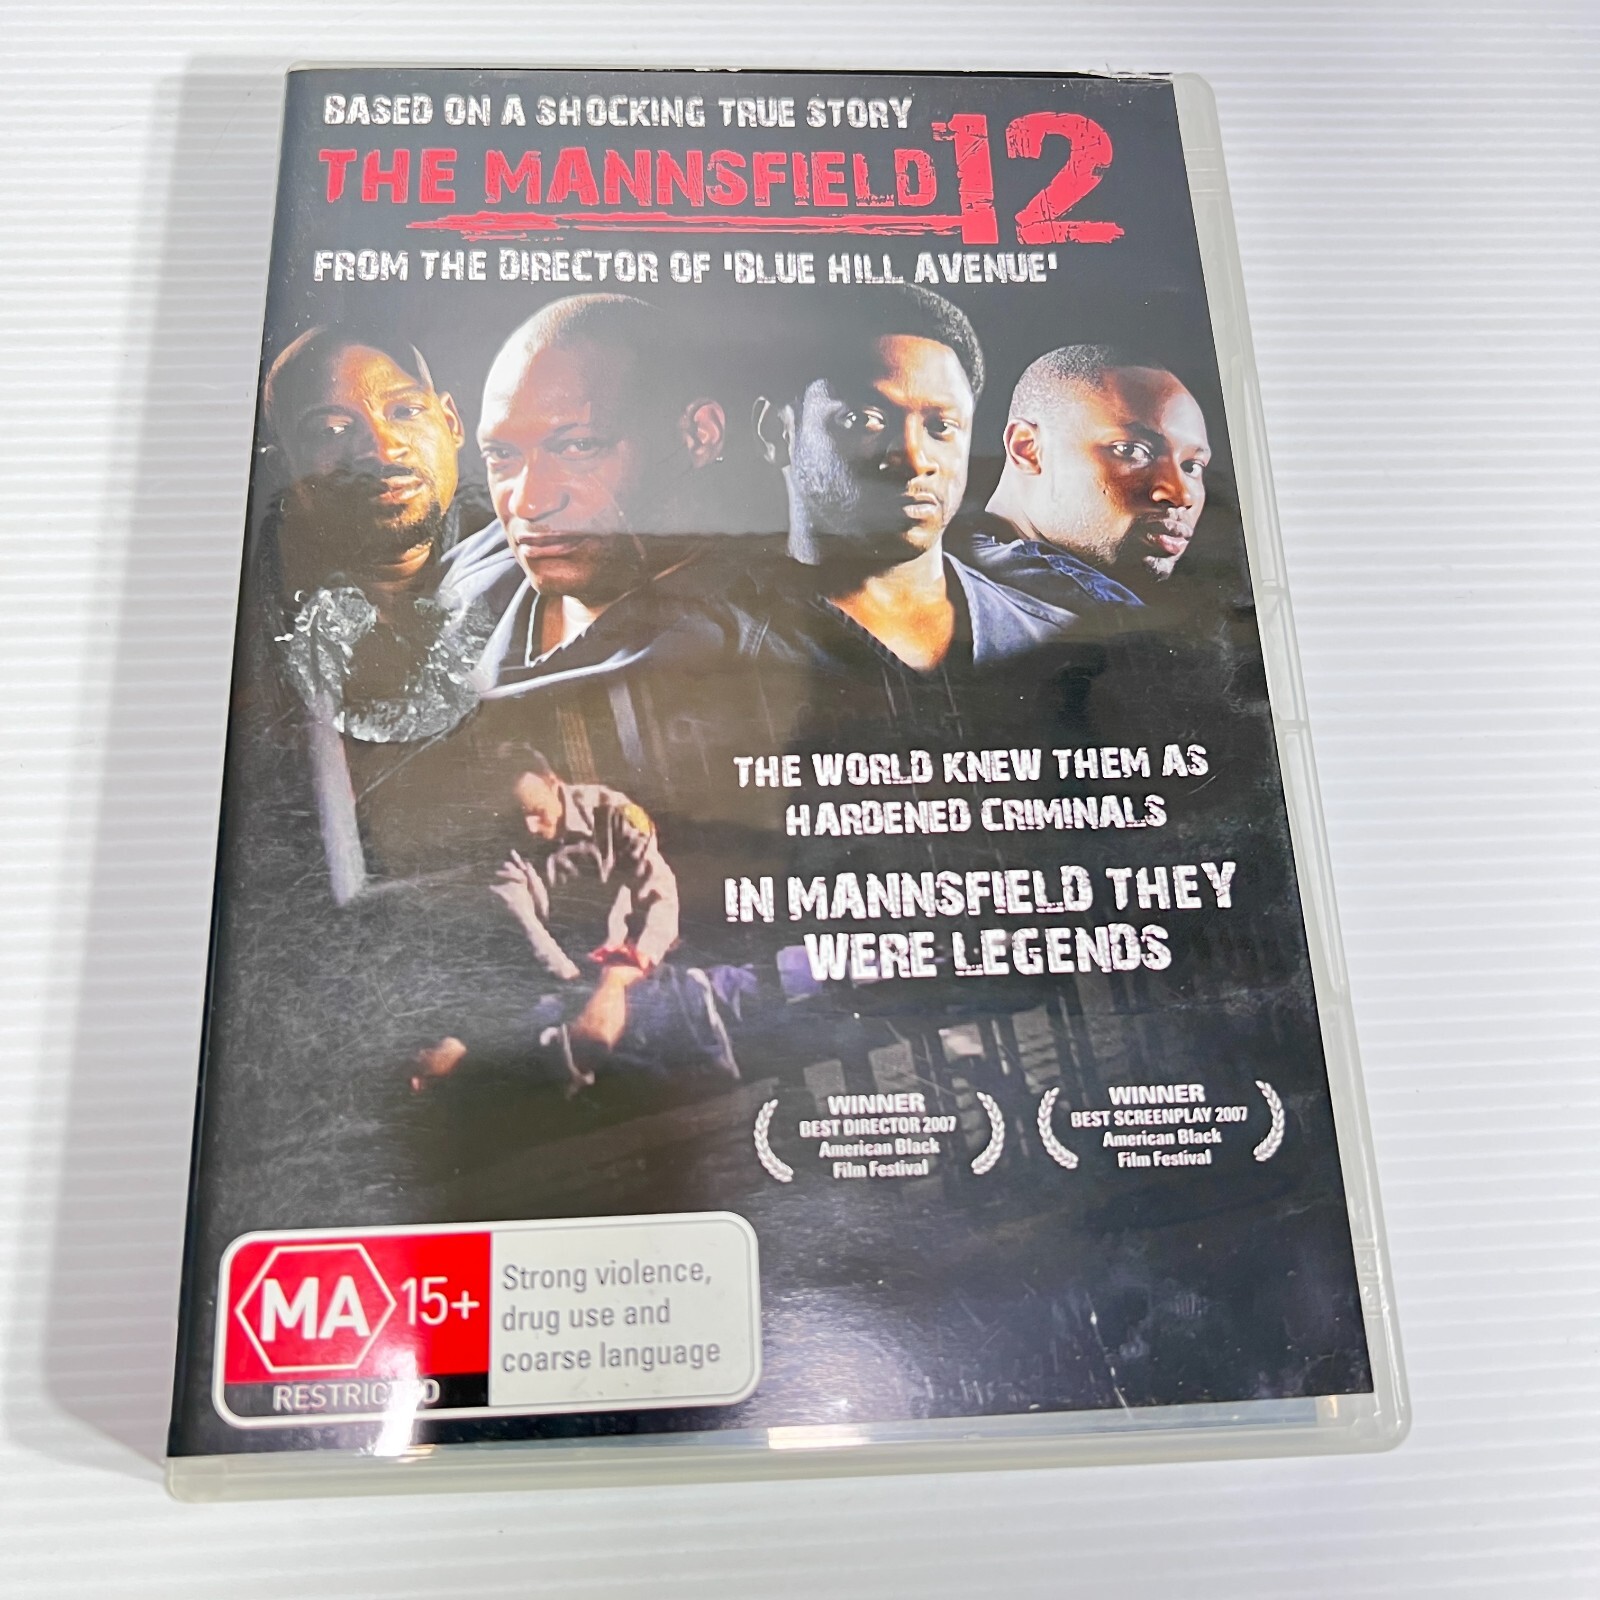 BASED ON A SHOCKING TRUE STORY
THE MANNSFIELD 12
FROM THE DIRECTOR OF 'BLUE HILL AVENUE'
THE WORLD KNEW THEM AS
HARDENED CRIMINALS
IN MANNSFIELD THEY
WERE LEGENDS
WINNER
BEST DIRECTOR 2007
American Black
Film Festival
WINNER
BEST SCREENPLAY 2007
American Black
Film Festival
MA 15+
RESTRICTED
Strong violence,
drug use and
coarse language